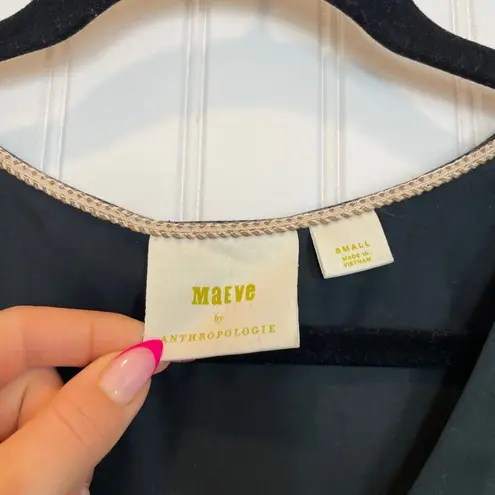 MAEVE
by
ANTHROPOLOGIE
SMALL
MADE IN
VIETNAM